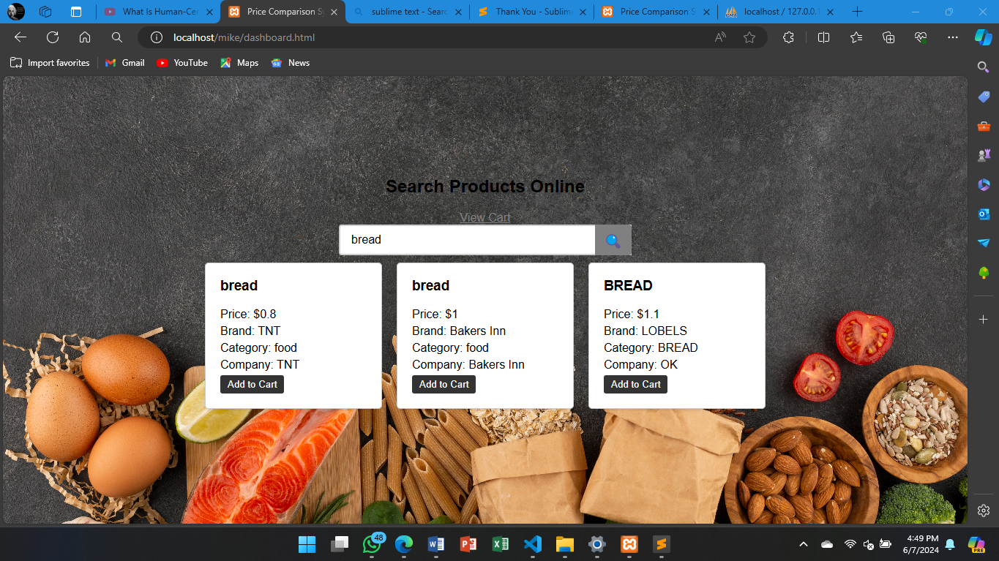 What Is Human-Cen
Price Comparison Sy
sublime text - Searc
Thank You - Sublim
Price Comparison S
localhost / 127.0.0.1
localhost/mike/dashboard.html
Import favorites
Gmail
YouTube
Maps
News
Search Products Online
View Cart
bread
bread
Price: $0.8
Brand: TNT
Category: food
Company: TNT
Add to Cart
bread
Price: $1
Brand: Bakers Inn
Category: food
Company: Bakers Inn
Add to Cart
BREAD
Price: $1.1
Brand: LOBELS
Category: BREAD
Company: OK
Add to Cart
48
4:49 PM
6/7/2024
PRE